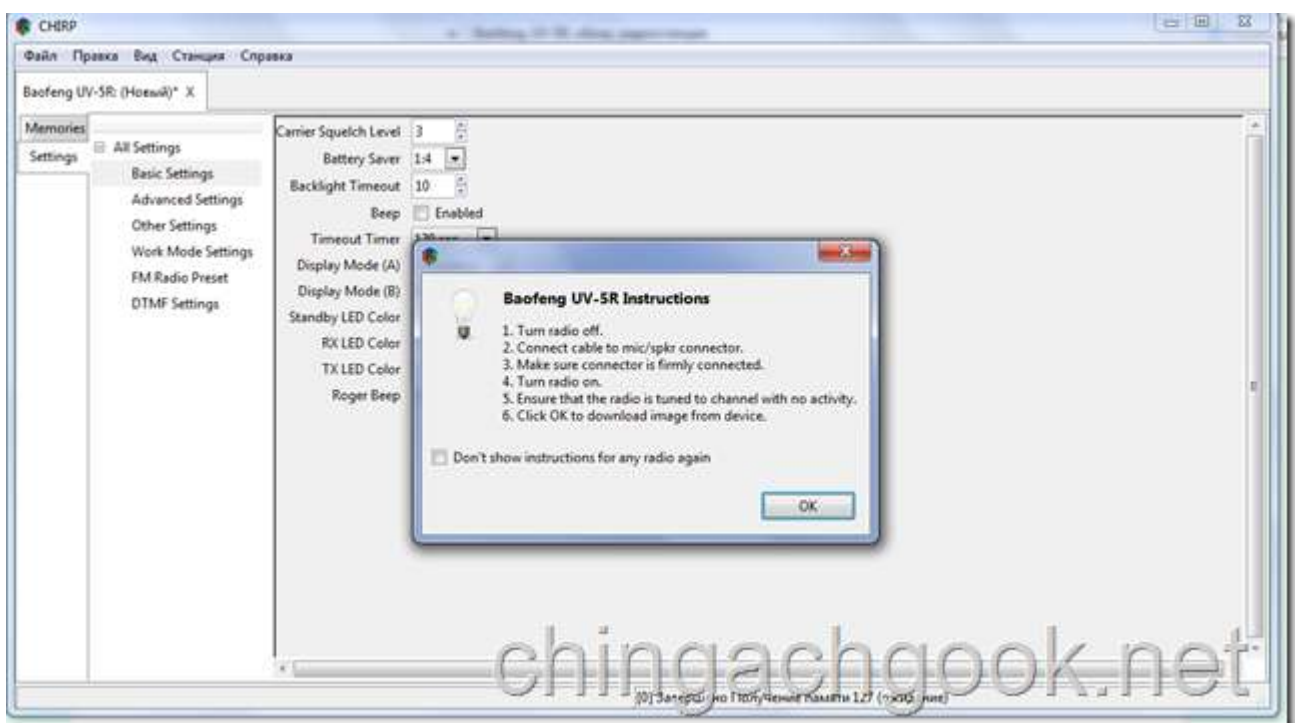 CHIRP
Файл Правка Вид Станция Справка
Baofeng UV-5R: (Новый)* X
Memories
Settings
All Settings
Basic Settings
Advanced Settings
Other Settings
Work Mode Settings
FM Radio Preset
DTMF Settings
Carrier Squelch Level 3
Battery Saver 1:4
Backlight Timeout 10
Beep Enabled
Timeout Timer
Display Mode (A)
Display Mode (B)
Standby LED Color
RX LED Color
TX LED Color
Roger Beep
Baofeng UV-5R Instructions
1. Turn radio off.
2. Connect cable to mic/spkr connector.
3. Make sure connector is firmly connected.
4. Turn radio on.
5. Ensure that the radio is tuned to channel with no activity.
6. Click OK to download image from device.
Don't show instructions for any radio again
OK
chingachgook.net
[0] Получение памяти 127